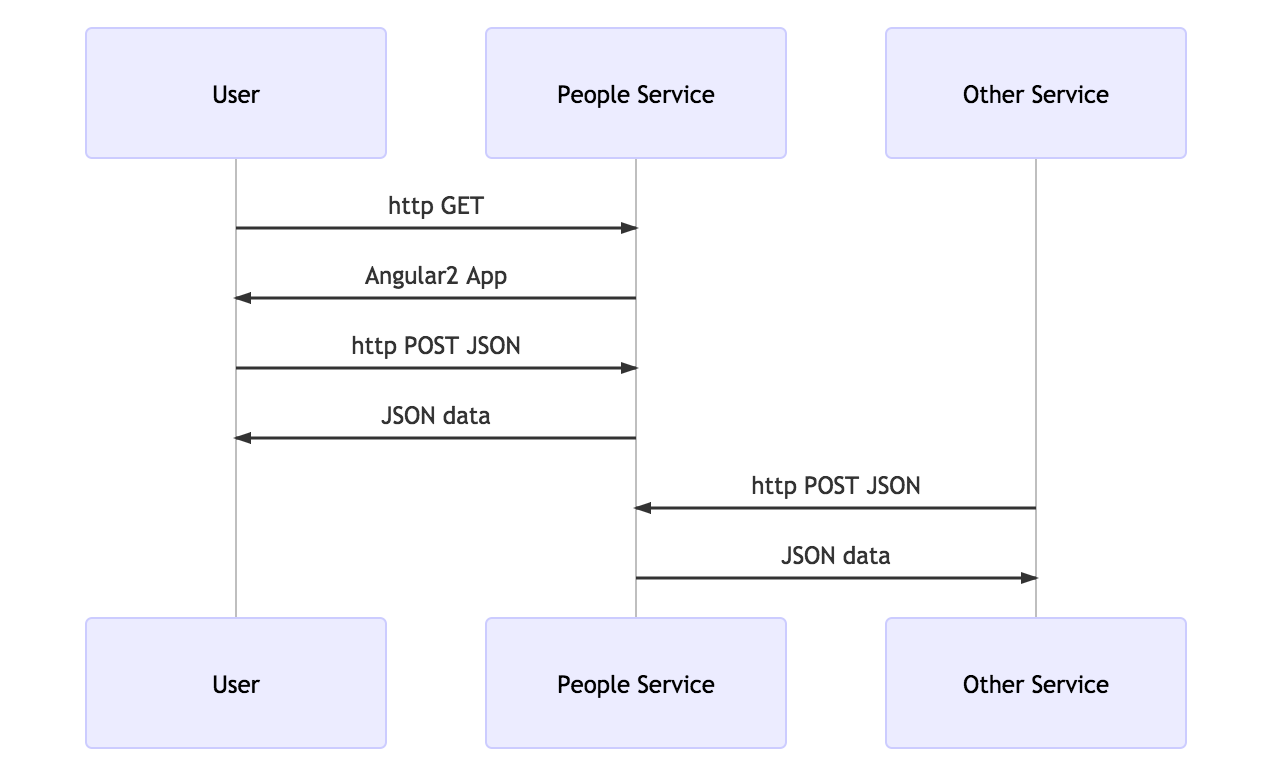 User
People Service
Other Service
http GET
Angular2 App
http POST JSON
JSON data
http POST JSON
JSON data
User
People Service
Other Service